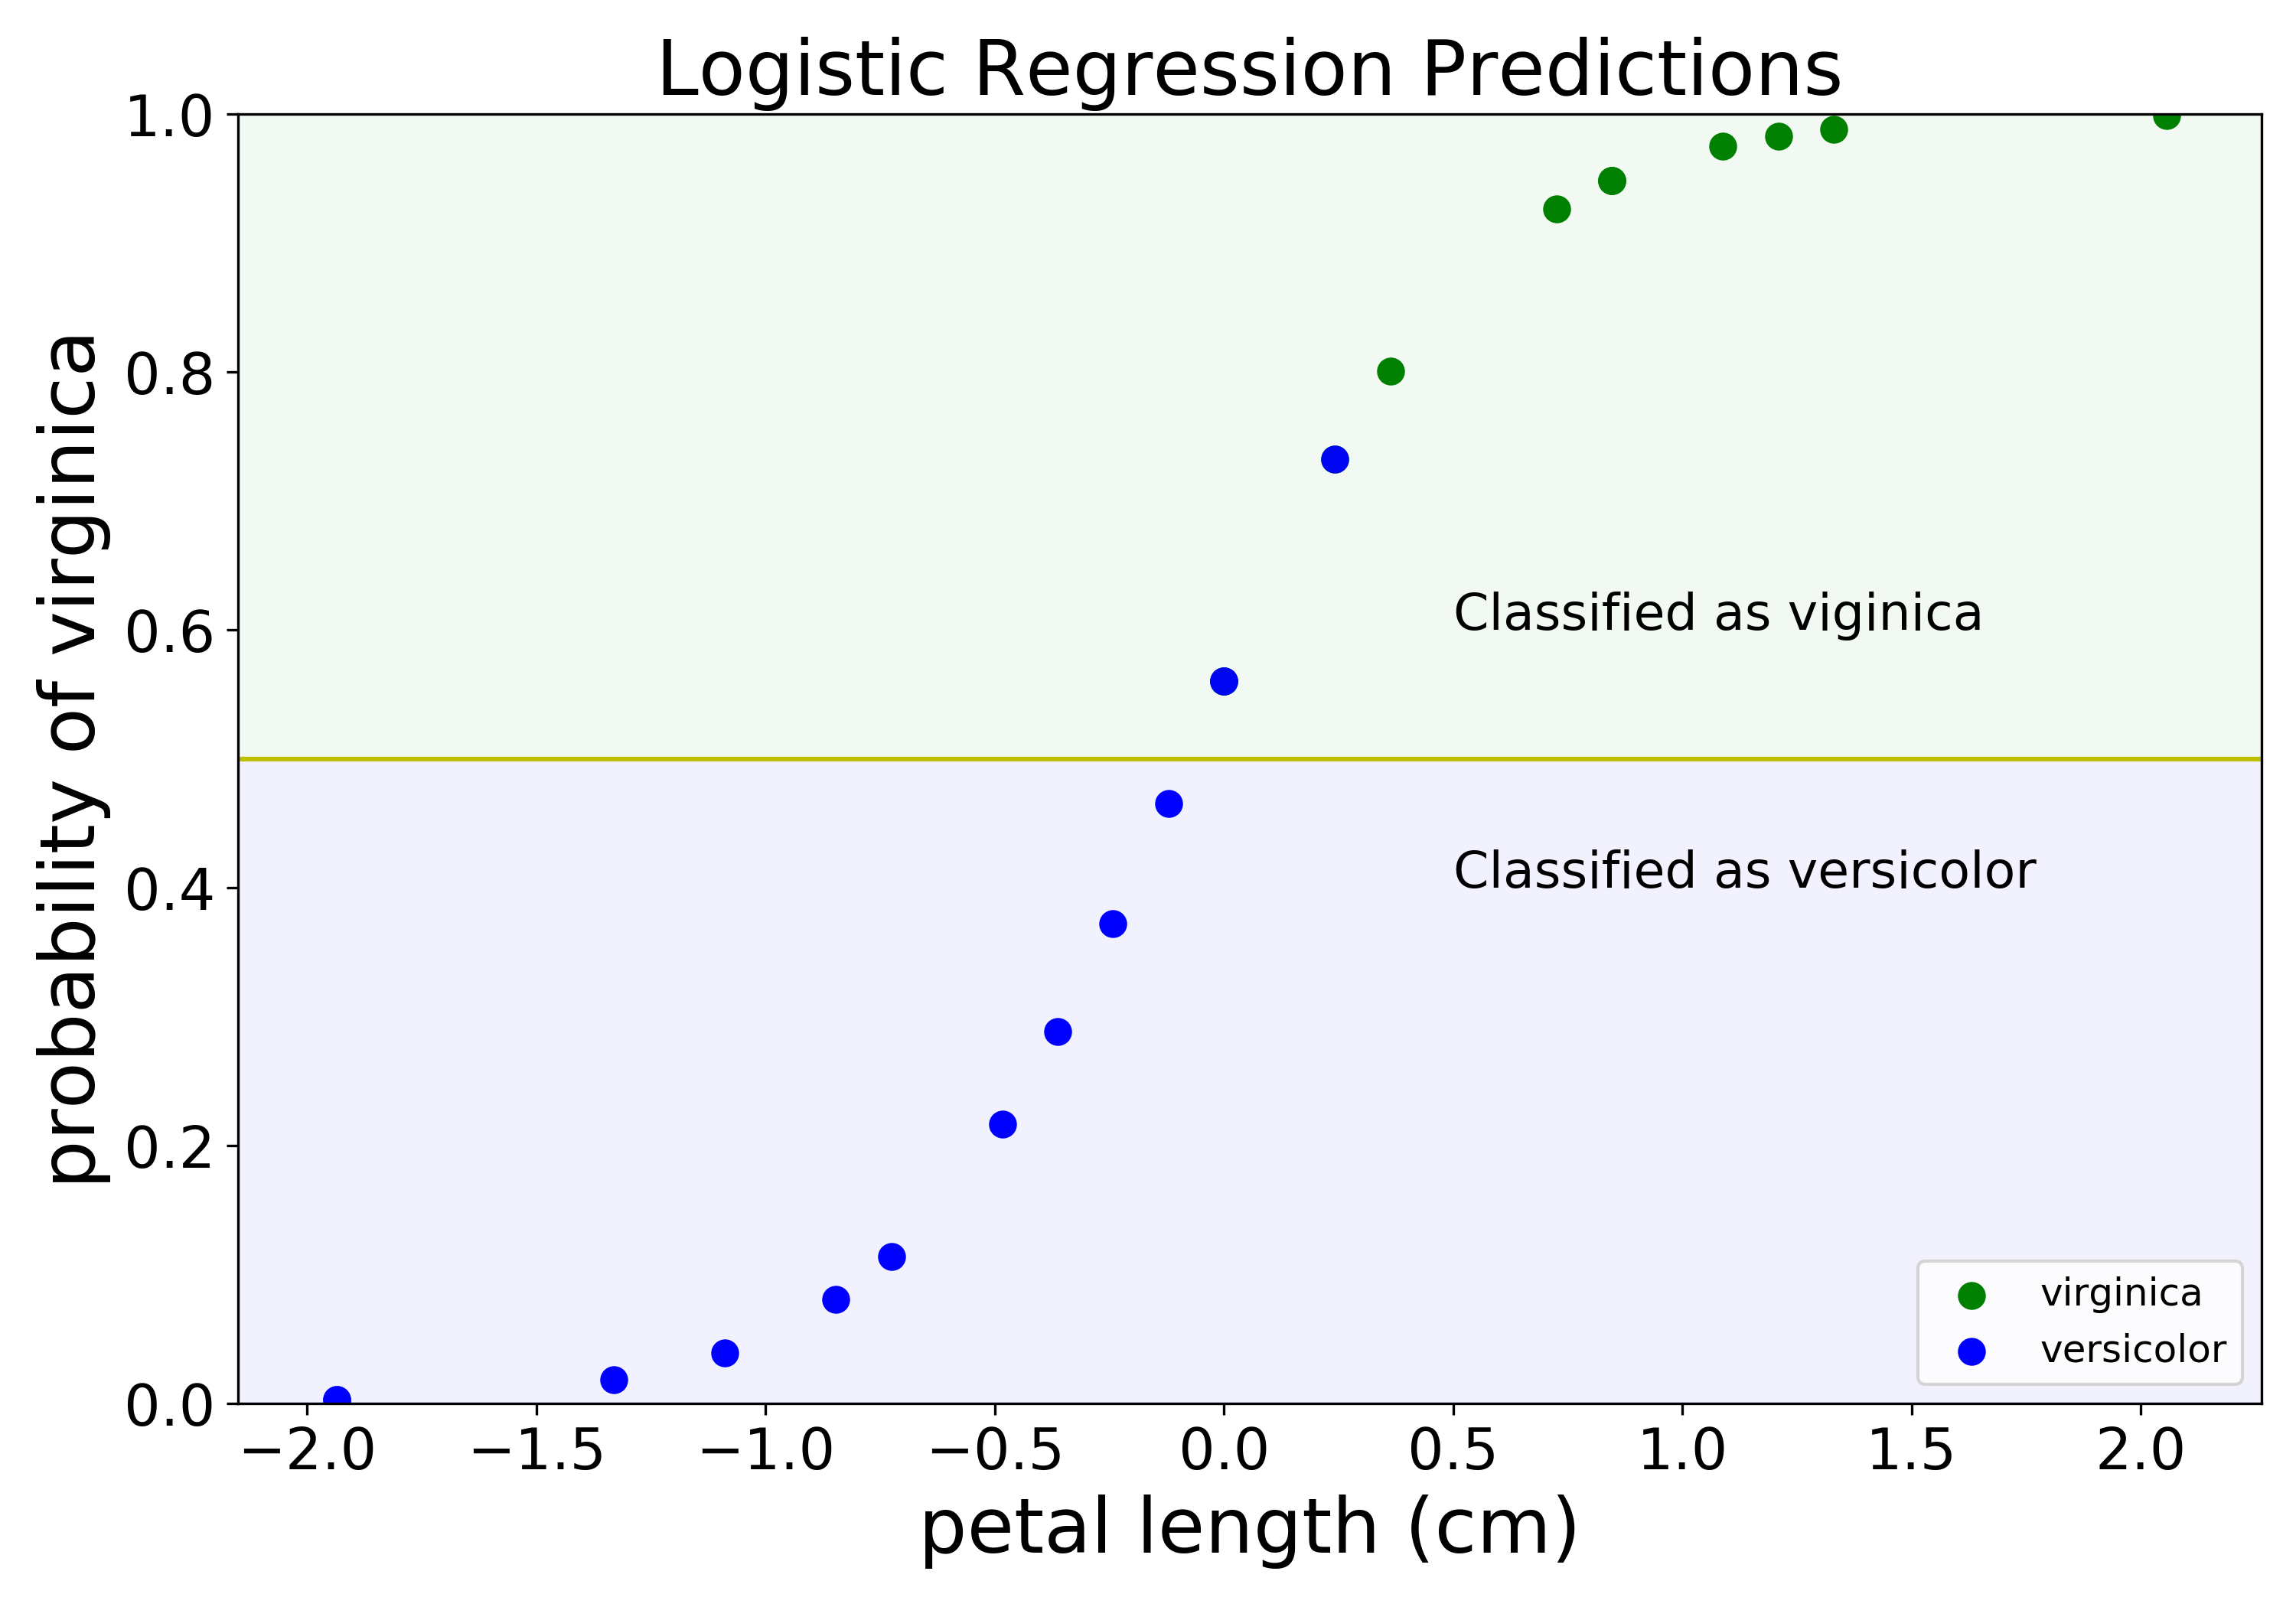 Logistic Regression Predictions
1.0
0.8
0.6
0.4
0.2
0.0
probability of virginica
Classified as viginica
Classified as versicolor
virginica
versicolor
−2.0 −1.5 −1.0 −0.5 0.0 0.5 1.0 1.5 2.0
petal length (cm)